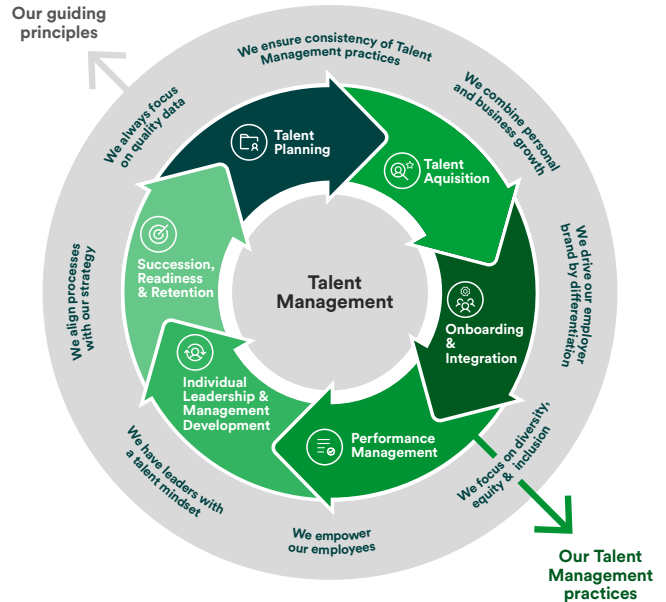 Our guiding
principles
We ensure consistency of Talent
Management practices
We combine personal
and business growth
We drive our employer
brand by differentiation
We focus on diversity,
equity & inclusion
We empower
our employees
We have leaders with
a talent mindset
We align processes
with our strategy
We always focus
on quality data
Talent
Planning
Talent
Aquisition
Onboarding
&
Integration
Performance
Management
Individual
Leadership &
Management
Development
Succession,
Readiness
& Retention
Talent
Management
Our Talent
Management
practices